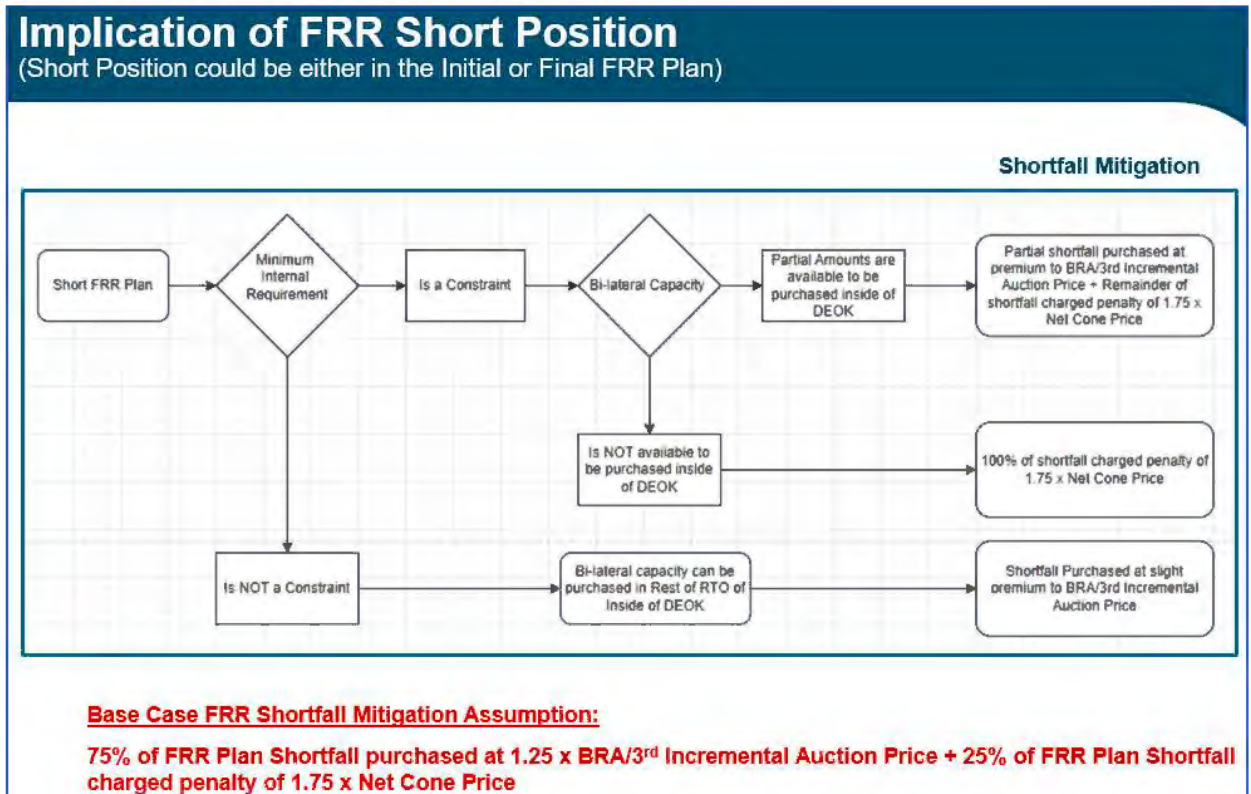 Implication of FRR Short Position
(Short Position could be either in the Initial or Final FRR Plan)
Shortfall Mitigation
Short FRR Plan
Minimum
Internal
Requirement
Is a Constraint
Bi-lateral Capacity
Partial Amounts are
available to be
purchased inside of
DEOK
Partial shortfall purchased at
premium to BRA/3rd Incremental
Auction Price + Remainder of
shortfall charged penalty of 1.75 x
Net Cone Price
Is NOT available to
be purchased inside
of DEOK
100% of shortfall charged penalty of
1.75 x Net Cone Price
Is NOT a Constraint
Bi-lateral capacity can be
purchased in Rest of RTO of
Inside of DEOK
Shortfall Purchased at slight
premium to BRA/3rd Incremental
Auction Price
Base Case FRR Shortfall Mitigation Assumption:
75% of FRR Plan Shortfall purchased at 1.25 x BRA/3rd Incremental Auction Price + 25% of FRR Plan Shortfall
charged penalty of 1.75 x Net Cone Price